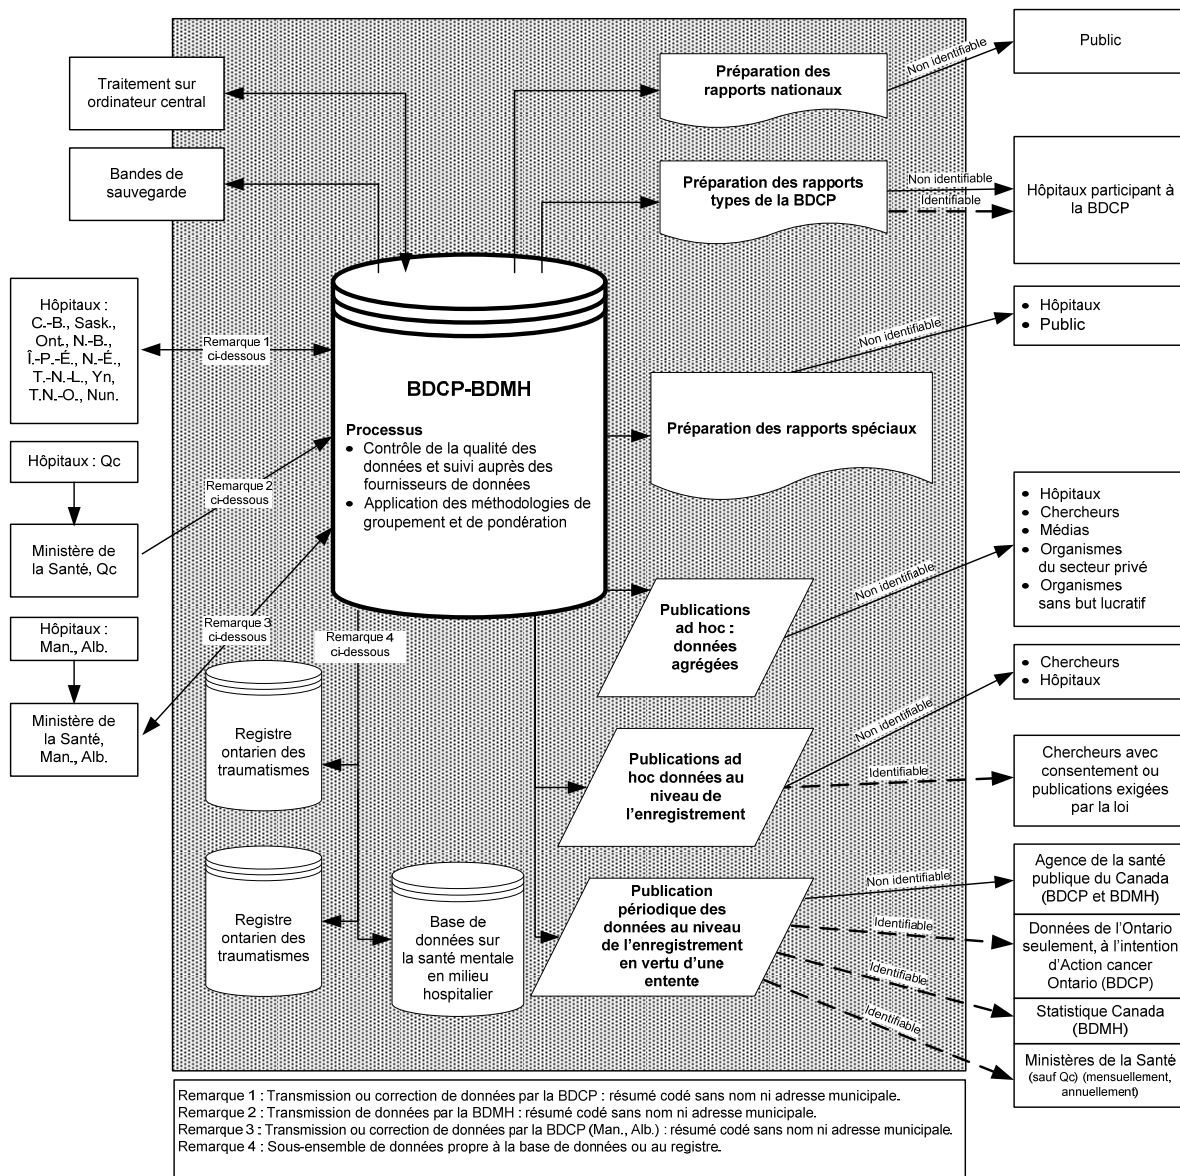 Public
Non identifiable
Préparation des
rapports nationaux
Traitement sur
ordinateur central
Bandes de
sauvegarde
Préparation des rapports
types de la BDCP
Non identifiable
Identifiable
Hôpitaux participant à
la BDCP
Hôpitaux :
C.-B., Sask.,
Ont., N.-B.,
Î.-P.-É., N.-É.,
T.-N.-L., Yn,
T.N.-O., Nun.
Remarque 1
ci-dessous
• Hôpitaux
• Public
Non identifiable
BDCP-BDMH
Processus
• Contrôle de la qualité des
données et suivi auprès des
fournisseurs de données
• Application des méthodologies de
groupement et de pondération
Préparation des rapports spéciaux
Hôpitaux : Qc
Remarque 2
ci-dessous
Ministère de
la Santé, Qc
• Hôpitaux
• Chercheurs
• Médias
• Organismes
du secteur privé
• Organismes
sans but lucratif
Non identifiable
Hôpitaux :
Man., Alb.
Remarque 3
ci-dessous
Remarque 4
ci-dessous
Publications
ad hoc :
données
agrégées
Ministère de
la Santé,
Man., Alb.
Registre
ontarien des
traumatismes
• Chercheurs
• Hôpitaux
Non identifiable
Publications ad
hoc données au
niveau de
l’enregistrement
Identifiable
Chercheurs avec
consentement ou
publications exigées
par la loi
Registre
ontarien des
traumatismes
Base de
données sur
la santé mentale
en milieu
hospitalier
Publication
périodique des
données au niveau
de l’enregistrement
en vertu d’une
entente
Non identifiable
Agence de la santé
publique du Canada
(BDCP et BDMH)
Identifiable
Données de l’Ontario
seulement, à l’intention
d’Action cancer
Ontario (BDCP)
Identifiable
Statistique Canada
(BDMH)
Identifiable
Ministères de la Santé
(sauf Qc) (mensuellement,
annuellement)
Remarque 1 : Transmission ou correction de données par la BDCP : résumé codé sans nom ni adresse municipale.
Remarque 2 : Transmission de données par la BDMH : résumé codé sans nom ni adresse municipale.
Remarque 3 : Transmission ou correction de données par la BDCP (Man., Alb.) : résumé codé sans nom ni adresse municipale.
Remarque 4 : Sous-ensemble de données propre à la base de données ou au registre.